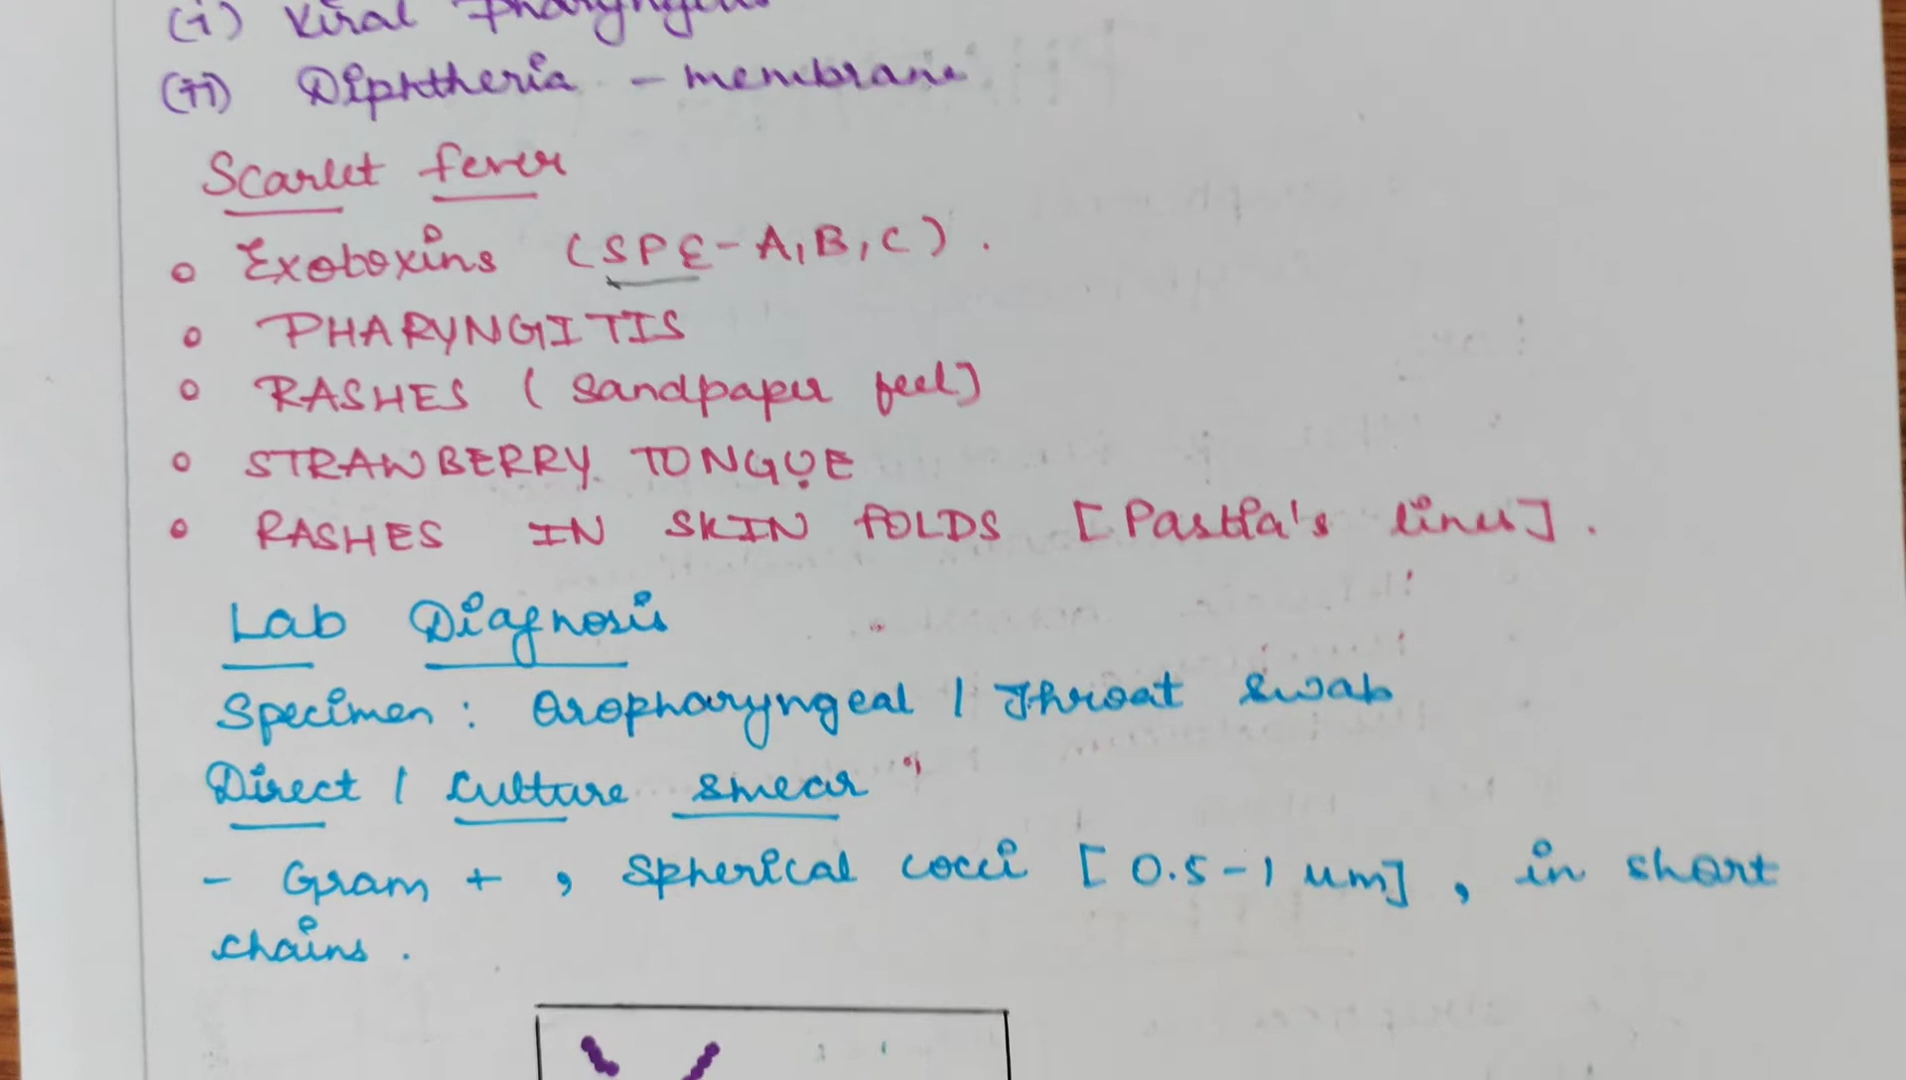 (i) Viral Pharyngitis
(ii) Diphtheria - membrane
Scarlet fever
o Exotoxins (SPE-A,B,C).
o PHARYNGITIS
o RASHES (Sandpaper feel]
o STRAWBERRY TONGUE
o RASHES IN SKIN FOLDS [Pastia's lines].
Lab Diagnosis
Specimen: Oropharyngeal / Throat swab
Direct / Culture smear
- Gram +, Spherical cocci [0.5-1 um], in short
chains.